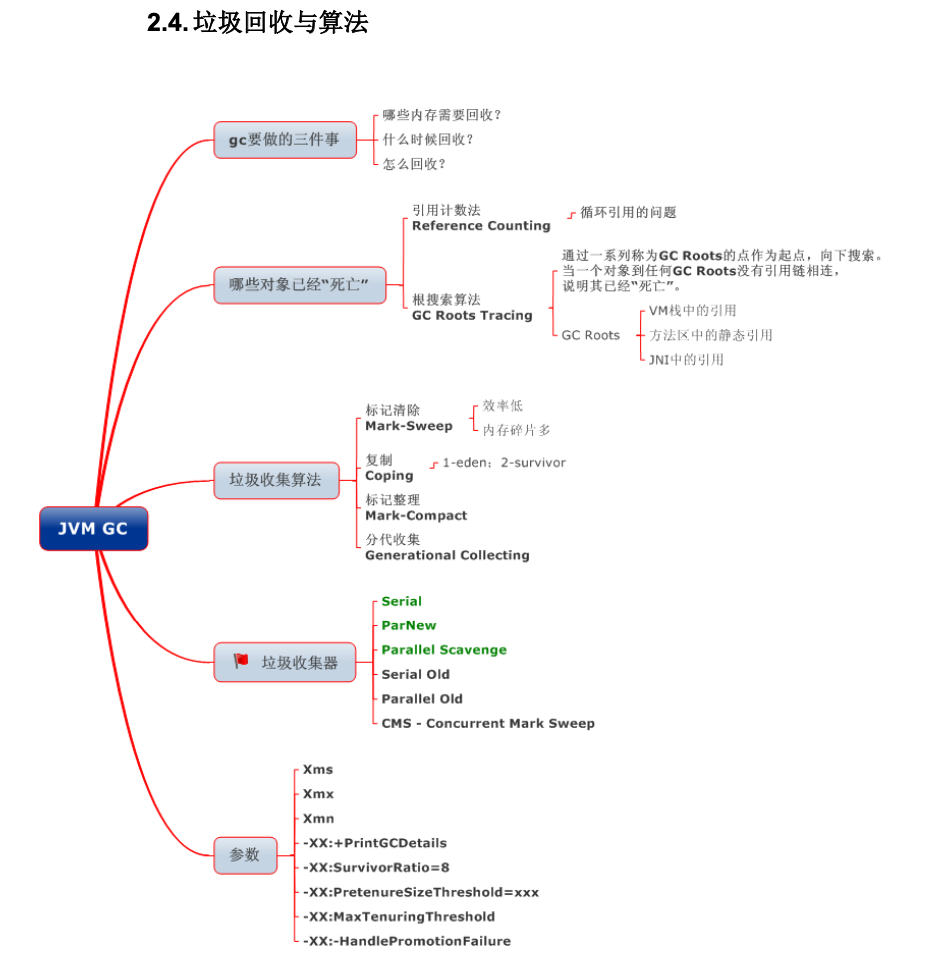 2.4. 垃圾回收与算法
JVM GC
gc要做的三件事
哪些内存需要回收？
什么时候回收？
怎么回收？
哪些对象已经“死亡”
引用计数法
Reference Counting
循环引用的问题
根搜索算法
GC Roots Tracing
通过一系列称为GC Roots的点作为起点，向下搜索。
当一个对象到任何GC Roots没有引用链相连，
说明其已经“死亡”。
GC Roots
VM栈中的引用
方法区中的静态引用
JNI中的引用
垃圾收集算法
标记清除
Mark-Sweep
效率低
内存碎片多
复制
Coping
1-eden；2-survivor
标记整理
Mark-Compact
分代收集
Generational Collecting
垃圾收集器
Serial
ParNew
Parallel Scavenge
Serial Old
Parallel Old
CMS - Concurrent Mark Sweep
参数
Xms
Xmx
Xmn
-XX:+PrintGCDetails
-XX:SurvivorRatio=8
-XX:PretenureSizeThreshold=xxx
-XX:MaxTenuringThreshold
-XX:-HandlePromotionFailure